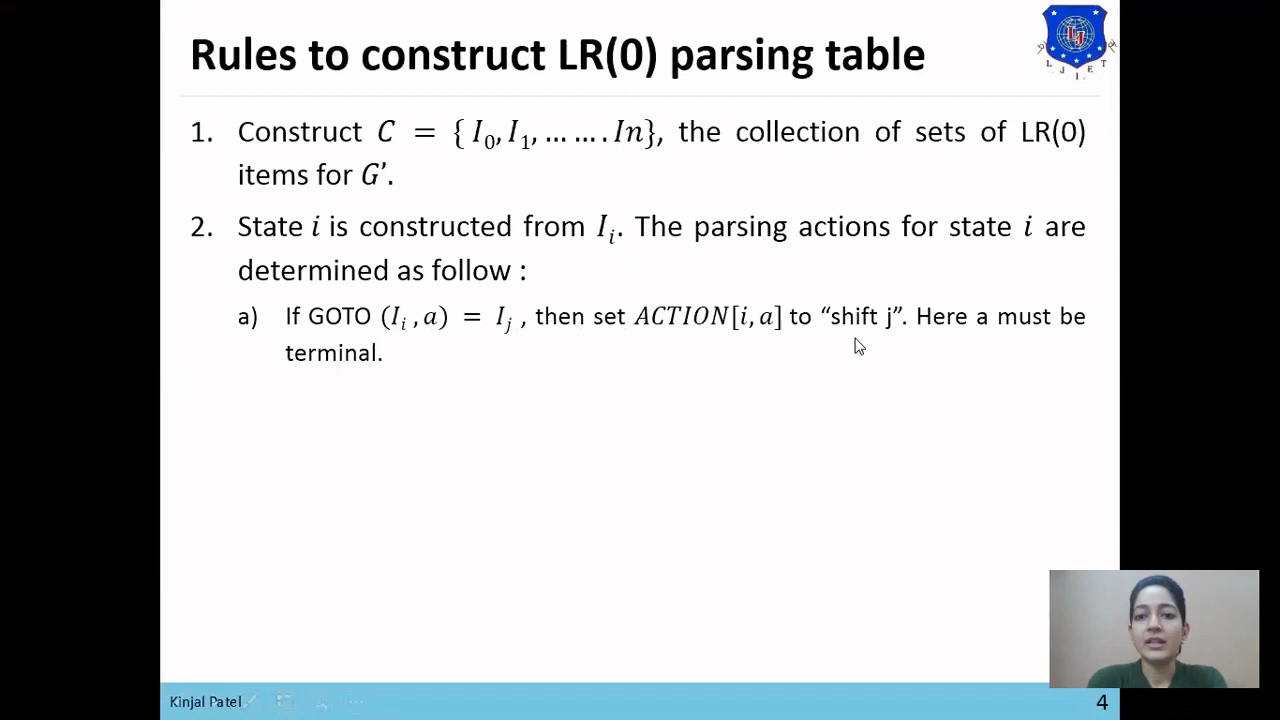 Rules to construct LR(0) parsing table
L J I E T
1. Construct C = { I₀, I₁, ... ... . In}, the collection of sets of LR(0)
items for G’.
2. State i is constructed from Iᵢ. The parsing actions for state i are
determined as follow :
a) If GOTO (Iᵢ , a) = Iⱼ , then set ACTION[i, a] to “shift j”. Here a must be
terminal.
Kinjal Patel
4